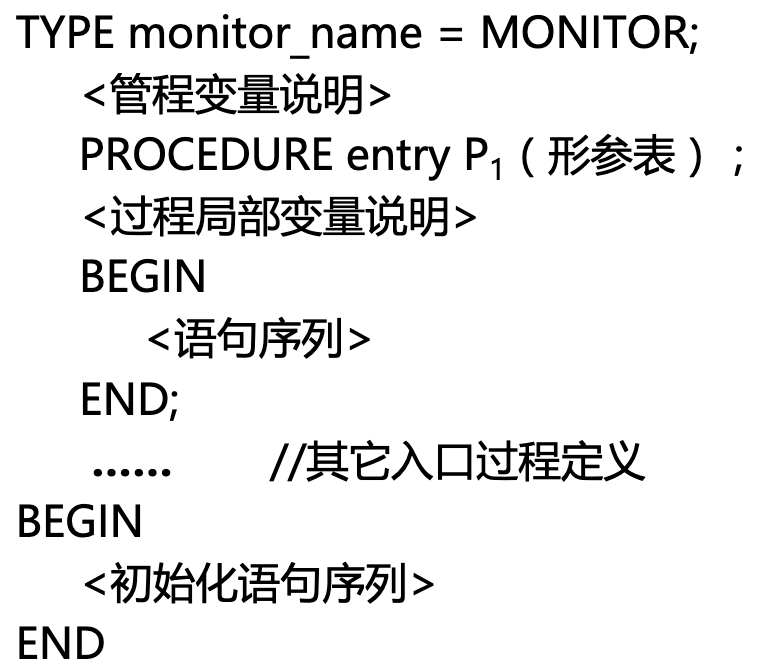 TYPE monitor_name = MONITOR;
<管程变量说明>
PROCEDURE entry P₁（形参表）;
<过程局部变量说明>
BEGIN
<语句序列>
END;
...... //其它入口过程定义
BEGIN
<初始化语句序列>
END